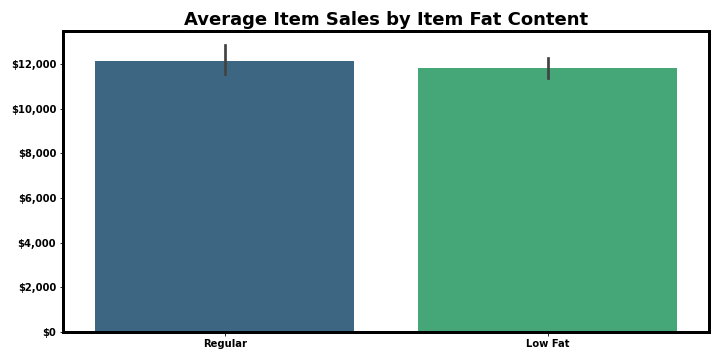 Average Item Sales by Item Fat Content
$12,000
$10,000
$8,000
$6,000
$4,000
$2,000
$0
Regular
Low Fat